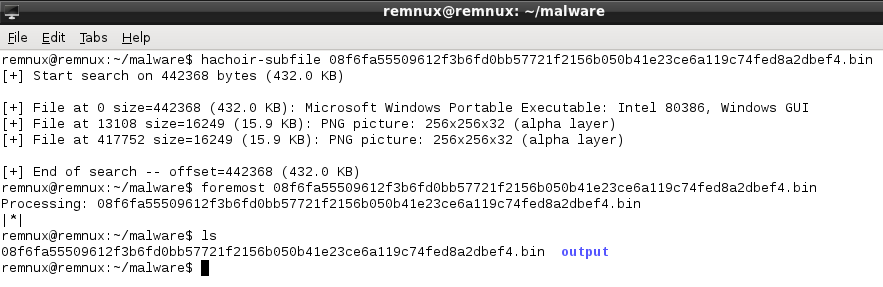 remnux@remnux: ~/malware
File Edit Tabs Help
remnux@remnux:~/malware$ hachoir-subfile 08f6fa55509612f3b6fd0bb57721f2156b050b41e23ce6a119c74fed8a2dbef4.bin
[+] Start search on 442368 bytes (432.0 KB)
[+] File at 0 size=442368 (432.0 KB): Microsoft Windows Portable Executable: Intel 80386, Windows GUI
[+] File at 13108 size=16249 (15.9 KB): PNG picture: 256x256x32 (alpha layer)
[+] File at 417752 size=16249 (15.9 KB): PNG picture: 256x256x32 (alpha layer)
[+] End of search -- offset=442368 (432.0 KB)
remnux@remnux:~/malware$ foremost 08f6fa55509612f3b6fd0bb57721f2156b050b41e23ce6a119c74fed8a2dbef4.bin
Processing: 08f6fa55509612f3b6fd0bb57721f2156b050b41e23ce6a119c74fed8a2dbef4.bin
|*|
remnux@remnux:~/malware$ ls
08f6fa55509612f3b6fd0bb57721f2156b050b41e23ce6a119c74fed8a2dbef4.bin  output
remnux@remnux:~/malware$